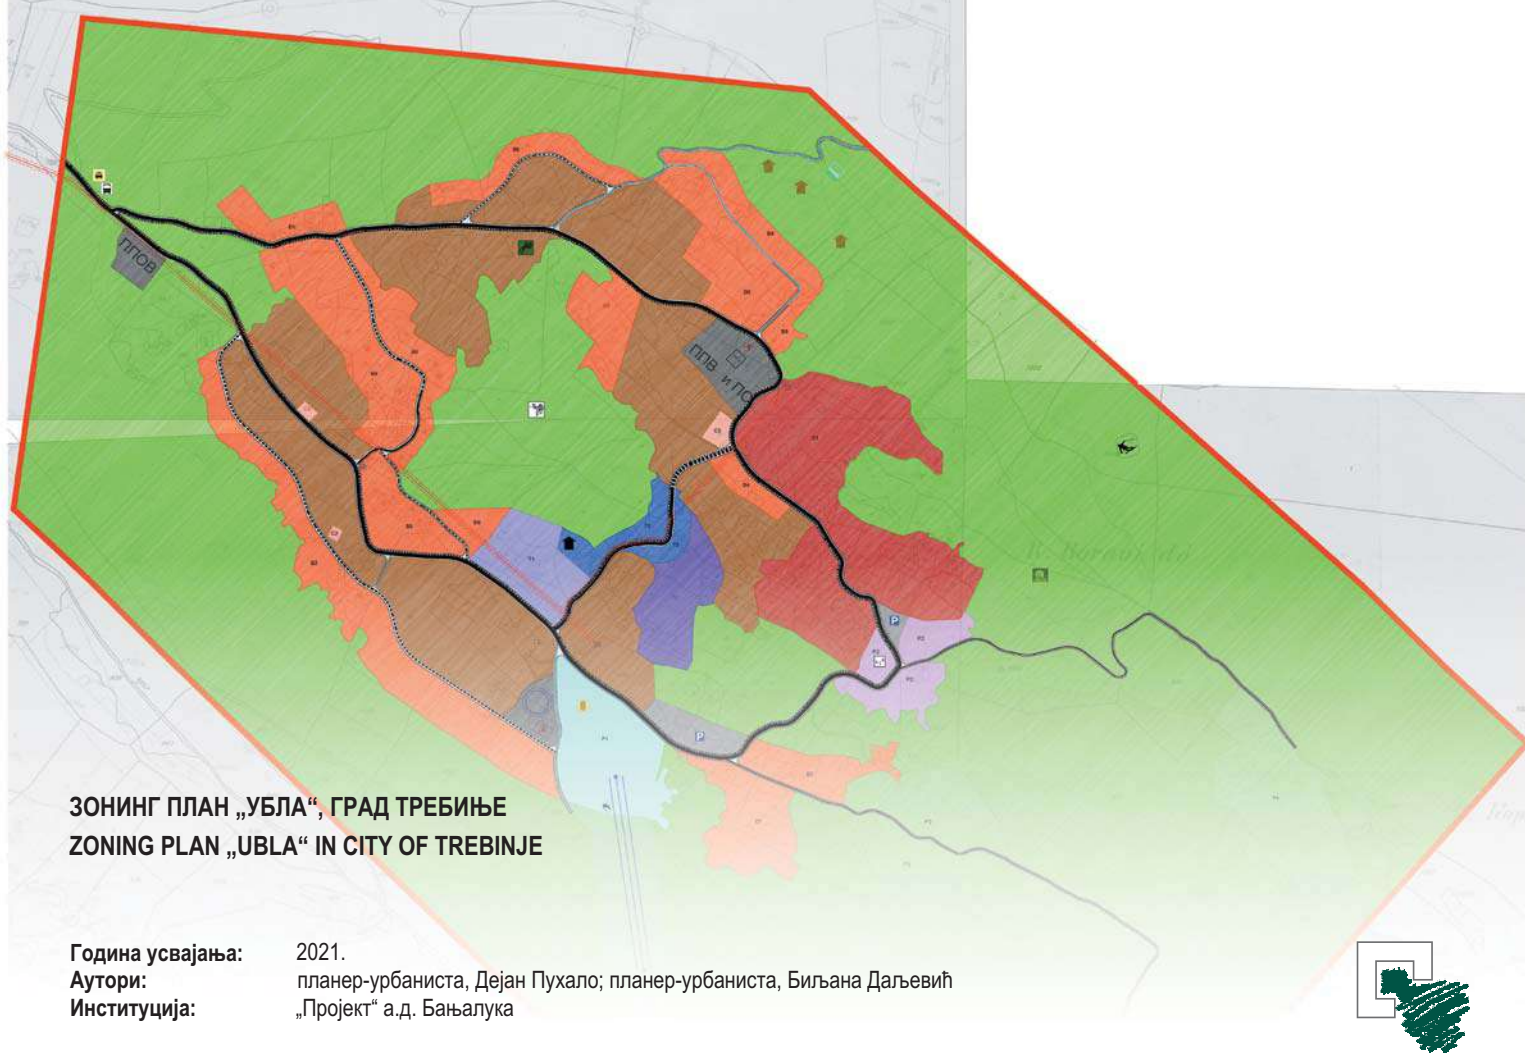 ППОВ
ППВ и ПО
P
P
ЗОНИНГ ПЛАН „УБЛА“, ГРАД ТРЕБИЊЕ
ZONING PLAN „UBLA“ IN CITY OF TREBINJE
Година усвајања: 2021.
Аутори: планер-урбаниста, Дејан Пухало; планер-урбаниста, Биљана Даљевић
Институција: „Пројект“ а.д. Бањалука